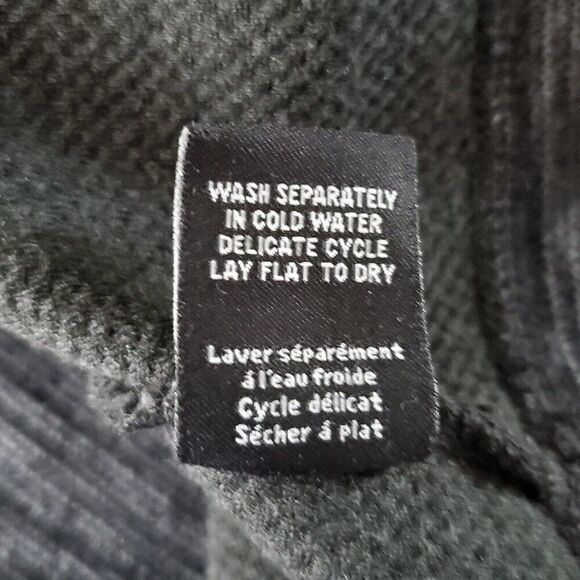 WASH SEPARATELY
IN COLD WATER
DELICATE CYCLE
LAY FLAT TO DRY
Laver séparément
á l'eau froide
Cycle délicat
Sécher á plat